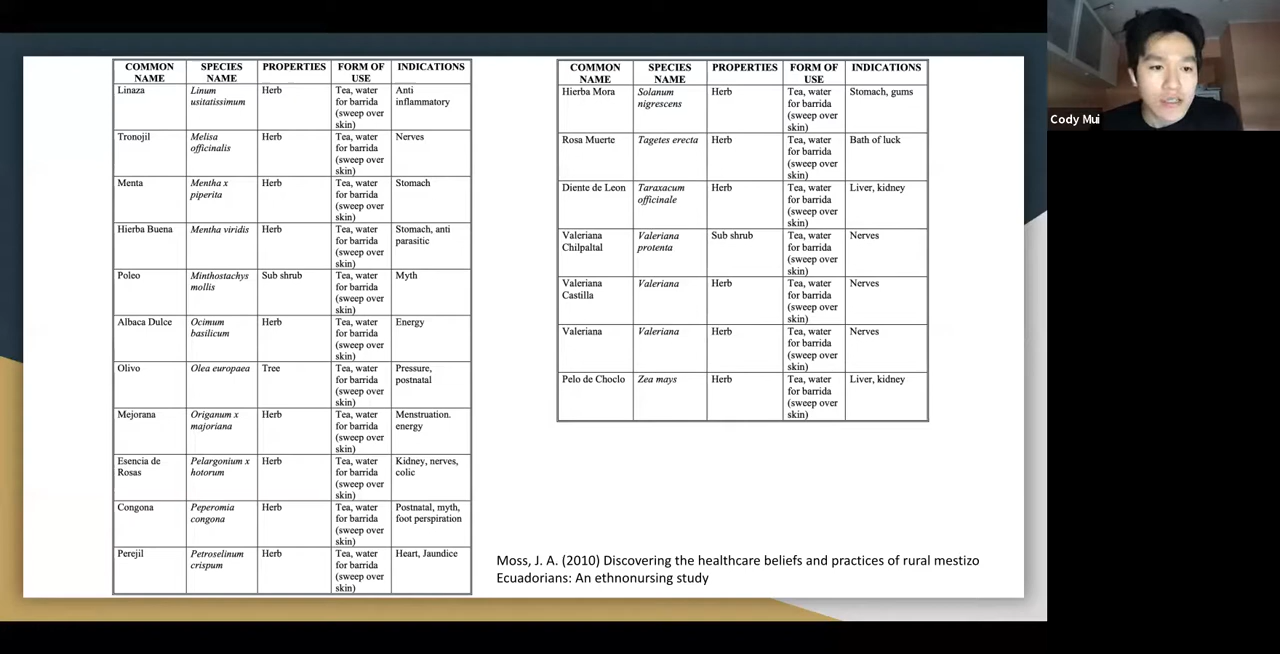 COMMON NAME SPECIES NAME PROPERTIES FORM OF USE INDICATIONS
Linaza Linum usitatissimum Herb Tea, water for barrida (sweep over skin) Anti inflammatory
Tronojil Melisa officinalis Herb Tea, water for barrida (sweep over skin) Nerves
Menta Mentha x piperita Herb Tea, water for barrida (sweep over skin) Stomach
Hierba Buena Mentha viridis Herb Tea, water for barrida (sweep over skin) Stomach, anti parasitic
Poleo Minthostachys mollis Sub shrub Tea, water for barrida (sweep over skin) Myth
Albaca Dulce Ocimum basilicum Herb Tea, water for barrida (sweep over skin) Energy
Olivo Olea europaea Tree Tea, water for barrida (sweep over skin) Pressure, postnatal
Mejorana Origanum x majoriana Herb Tea, water for barrida (sweep over skin) Menstruation. energy
Esencia de Rosas Pelargonium x hotorum Herb Tea, water for barrida (sweep over skin) Kidney, nerves, colic
Congona Peperomia congona Herb Tea, water for barrida (sweep over skin) Postnatal, myth, foot perspiration
Perejil Petroselinum crispum Herb Tea, water for barrida (sweep over skin) Heart, Jaundice
COMMON NAME SPECIES NAME PROPERTIES FORM OF USE INDICATIONS
Hierba Mora Solanum nigrescens Herb Tea, water for barrida (sweep over skin) Stomach, gums
Rosa Muerte Tagetes erecta Herb Tea, water for barrida (sweep over skin) Bath of luck
Diente de Leon Taraxacum officinale Herb Tea, water for barrida (sweep over skin) Liver, kidney
Valeriana Chilpaltal Valeriana protenta Sub shrub Tea, water for barrida (sweep over skin) Nerves
Valeriana Castilla Valeriana Herb Tea, water for barrida (sweep over skin) Nerves
Valeriana Valeriana Herb Tea, water for barrida (sweep over skin) Nerves
Pelo de Choclo Zea mays Herb Tea, water for barrida (sweep over skin) Liver, kidney
Moss, J. A. (2010) Discovering the healthcare beliefs and practices of rural mestizo
Ecuadorians: An ethnonursing study
Cody Mui